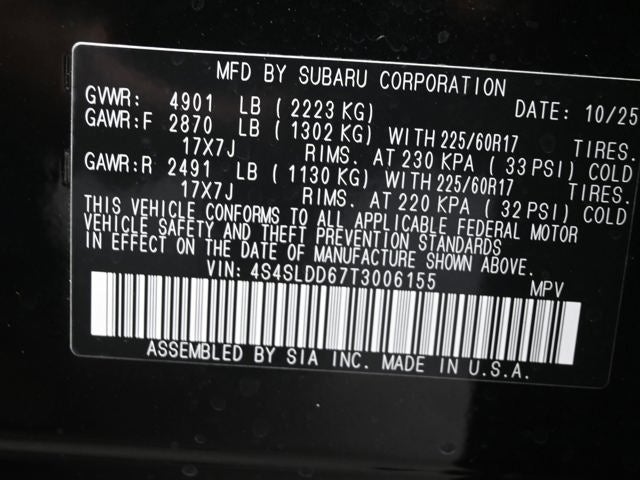 MFD BY SUBARU CORPORATION
GVWR: 4901 LB (2223 KG) DATE: 10/25
GAWR:F 2870 LB (1302 KG) WITH 225/60R17 TIRES.
17X7J RIMS. AT 230 KPA (33 PSI) COLD
GAWR:R 2491 LB (1130 KG) WITH 225/60R17 TIRES.
17X7J RIMS. AT 220 KPA (32 PSI) COLD
THIS VEHICLE CONFORMS TO ALL APPLICABLE FEDERAL MOTOR
VEHICLE SAFETY AND THEFT PREVENTION STANDARDS
IN EFFECT ON THE DATE OF MANUFACTURE SHOWN ABOVE.
VIN: 4S4SLDD67T3006155 MPV
ASSEMBLED BY SIA INC. MADE IN U.S.A.